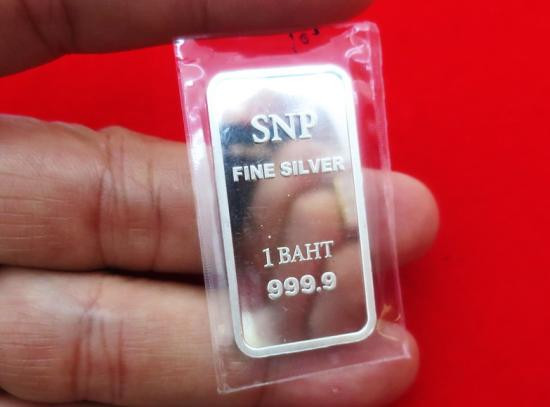 SNP
FINE SILVER
1 BAHT
999.9